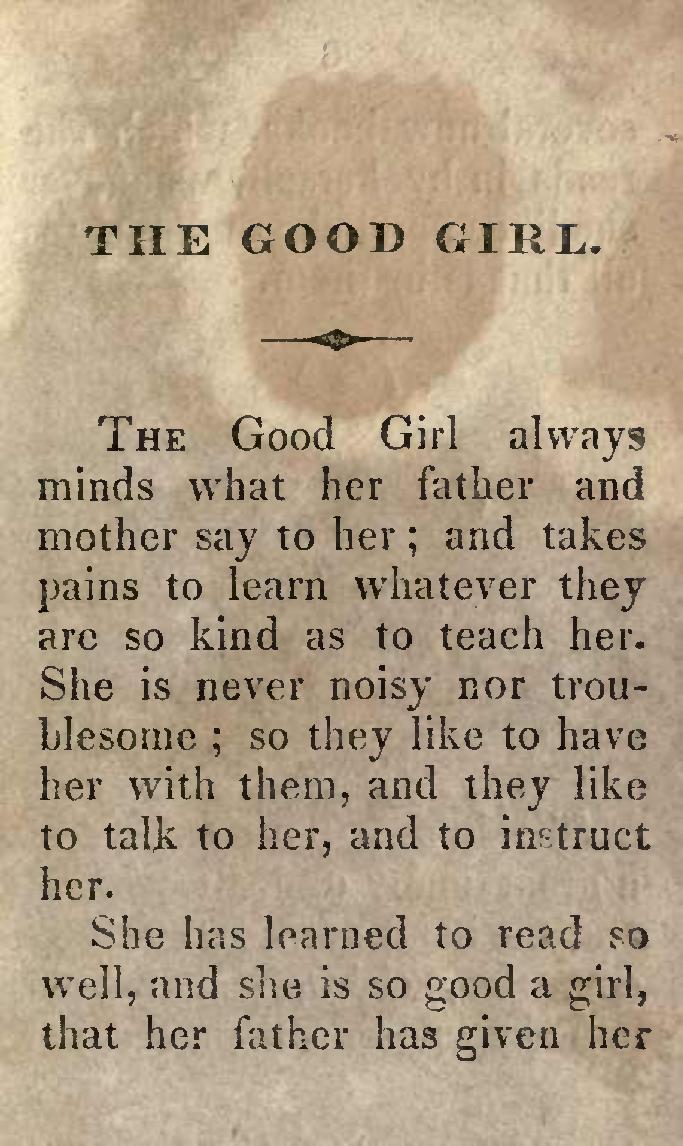 THE GOOD GIRL.
THE Good Girl always
minds what her father and
mother say to her ; and takes
pains to learn whatever they
are so kind as to teach her.
She is never noisy nor trou-
blesome ; so they like to have
her with them, and they like
to talk to her, and to instruct
her.
She has learned to read so
well, and she is so good a girl,
that her father has given her